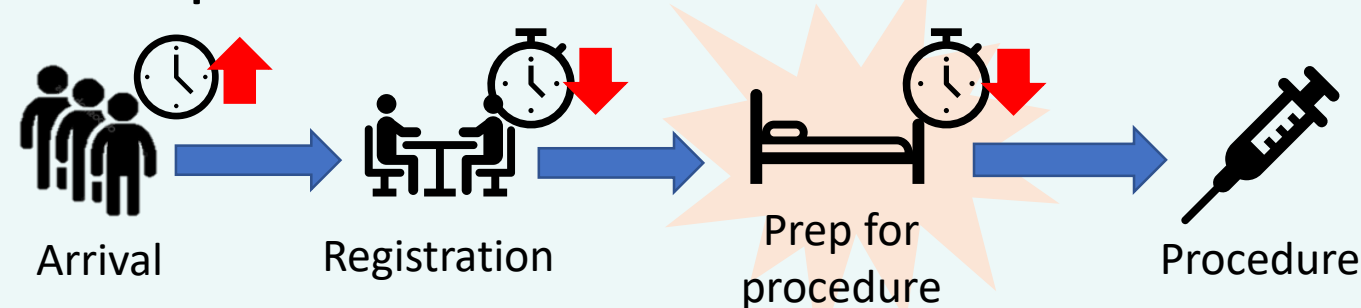 Arrival
Registration
Prep for
procedure
Procedure